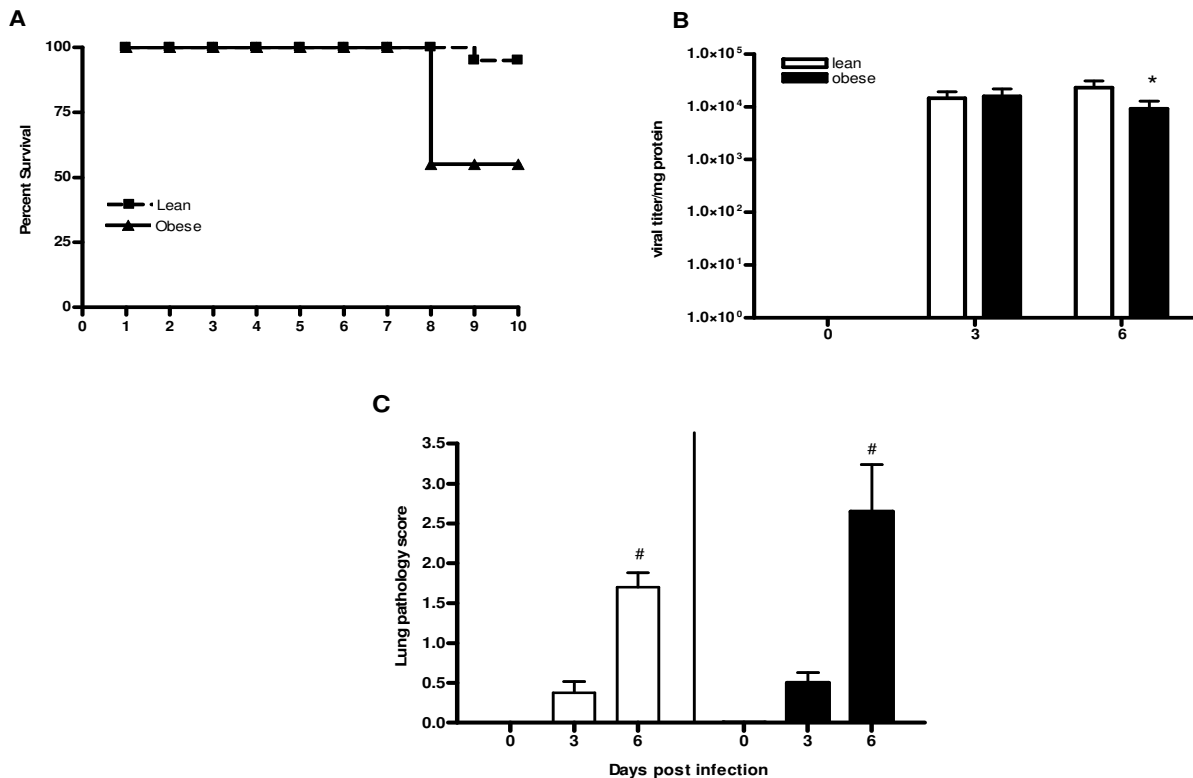 A
100
75
50
25
0
Percent Survival
Lean
Obese
0 1 2 3 4 5 6 7 8 9 10
B
1.0×10⁵
1.0×10⁴
1.0×10³
1.0×10²
1.0×10¹
1.0×10⁰
viral titer/mg protein
lean
obese
*
0 3 6
C
3.5
3.0
2.5
2.0
1.5
1.0
0.5
0.0
Lung pathology score
#
#
0 3 6 0 3 6
Days post infection